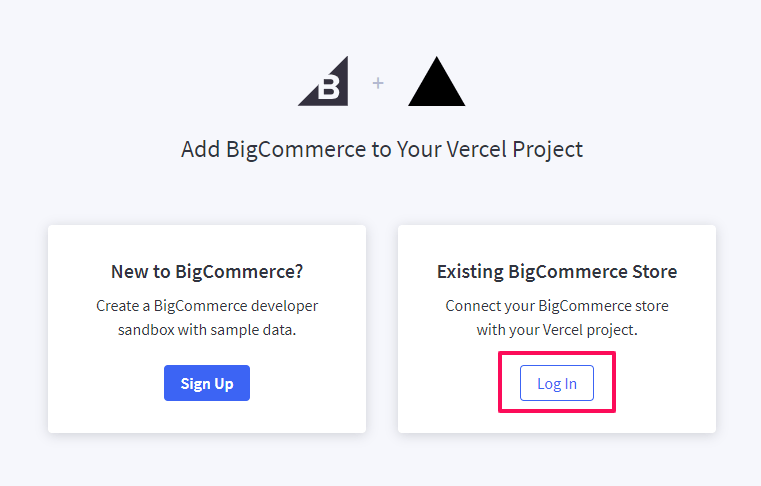 B
+
Add BigCommerce to Your Vercel Project
New to BigCommerce?
Create a BigCommerce developer
sandbox with sample data.
Sign Up
Existing BigCommerce Store
Connect your BigCommerce store
with your Vercel project.
Log In